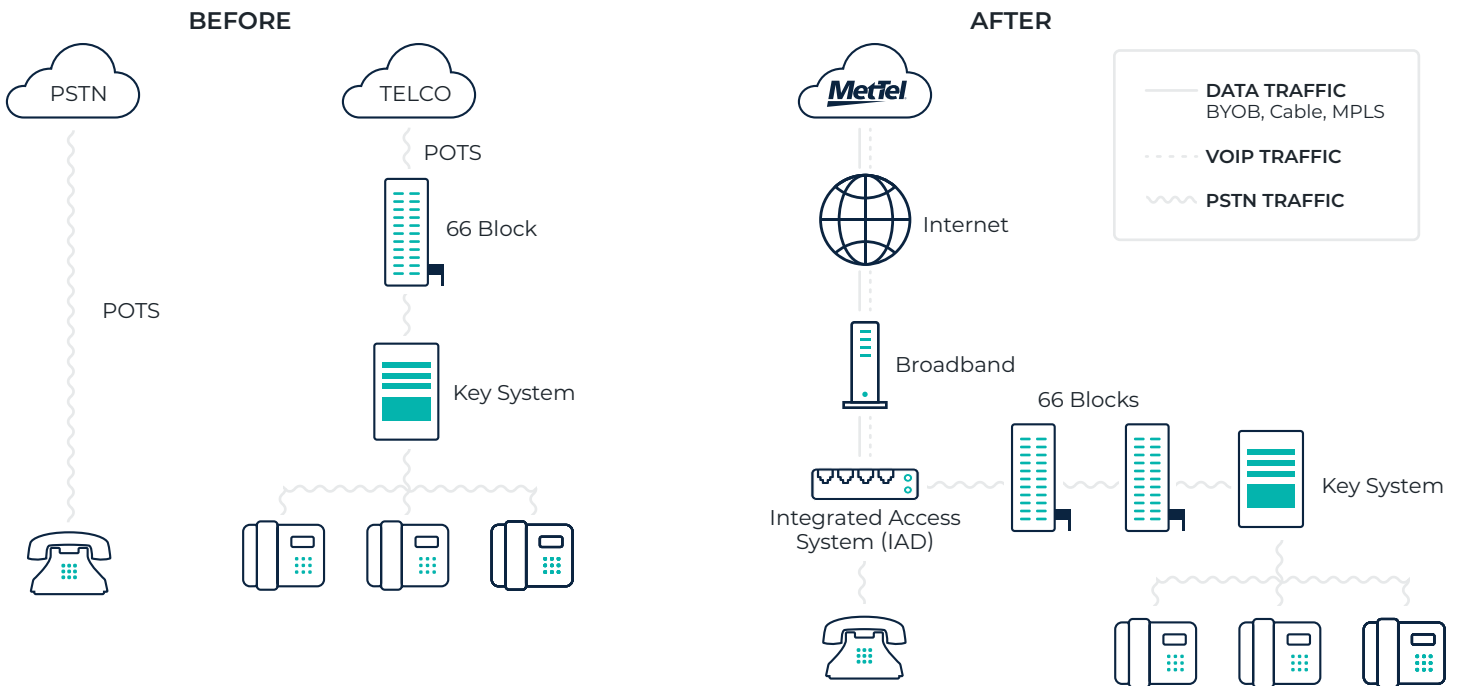 BEFORE
PSTN
TELCO
POTS
66 Block
POTS
Key System
AFTER
MetTel
Internet
Broadband
66 Blocks
Integrated Access
System (IAD)
Key System
DATA TRAFFIC
BYOB, Cable, MPLS
VOIP TRAFFIC
PSTN TRAFFIC